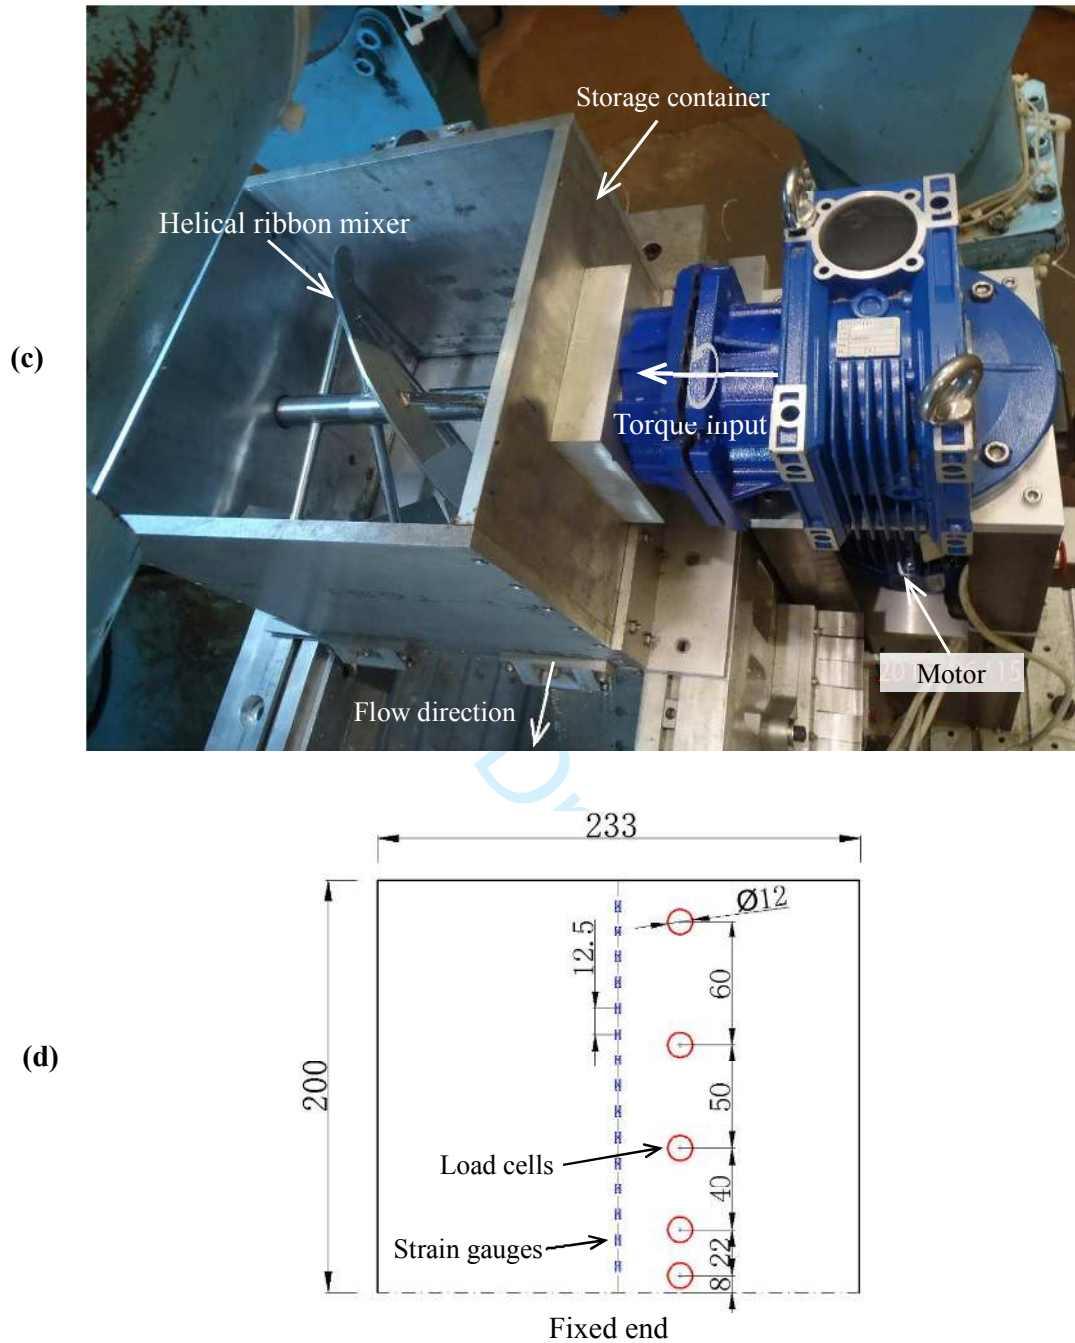 Storage container
Helical ribbon mixer
(c)
Torque input
Motor
Flow direction
233
Ø12
12.5
60
(d)
200
50
Load cells
40
Strain gauges
22
8
Fixed end